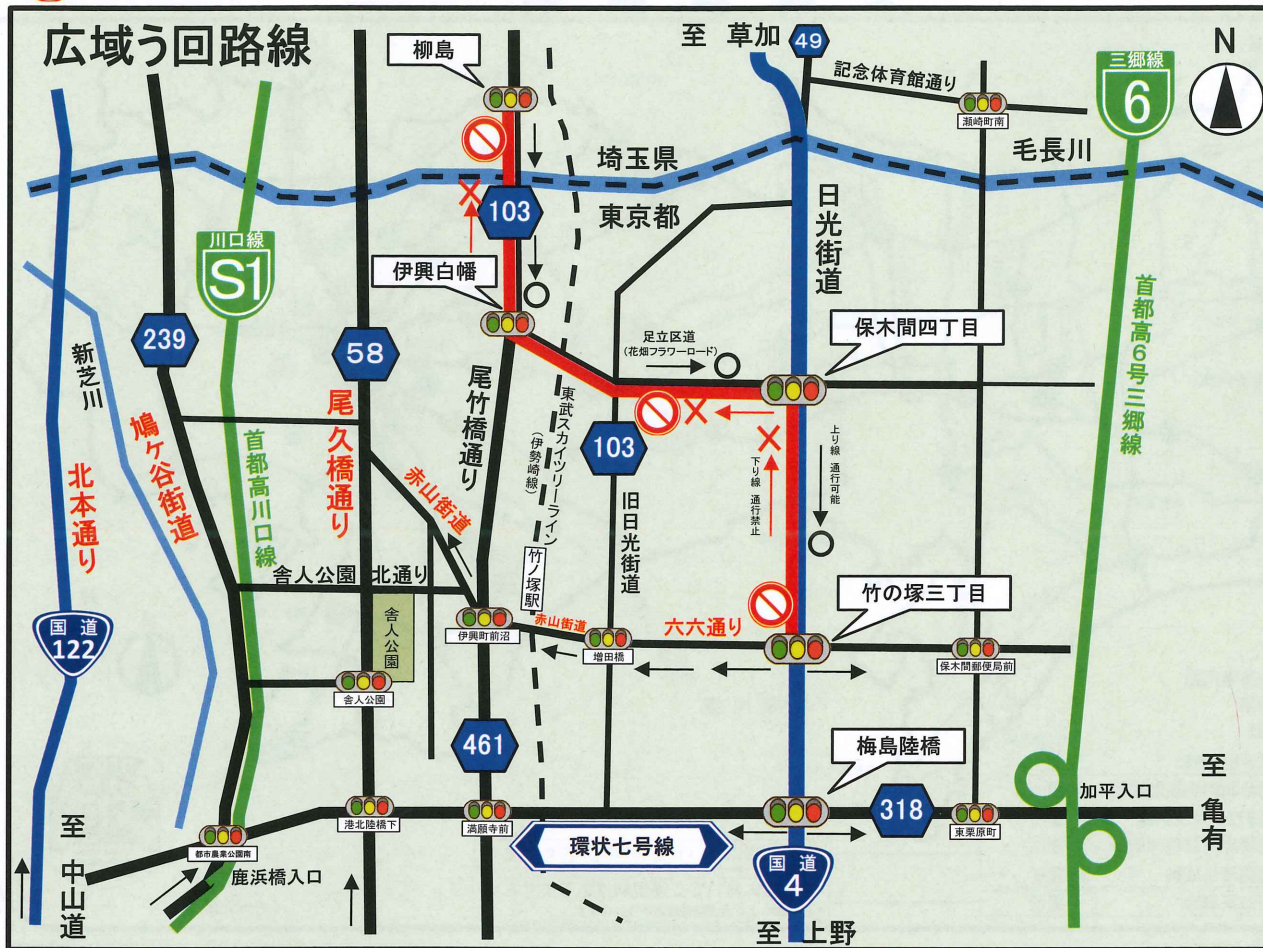 広域う回路線
柳島
至 草加
49
記念体育館通り
瀬崎町南
三郷線
6
N
埼玉県
毛長川
東京都
103
日光街道
川口線
S1
伊興白幡
239
58
新芝川
鳩ヶ谷街道
首都高川口線
尾久橋通り
尾竹橋通り
東武スカイツリーライン
(伊勢崎線)
足立区道
(花畑フラワーロード)
保木間四丁目
首都高6号三郷線
103
旧日光街道
下り線 通行禁止
上り線 通行可能
北本通り
赤山街道
舎人公園北通り
舎人公園
竹ノ塚駅
竹の塚三丁目
国道
122
伊興町前沼
赤山街道
増田橋
六六通り
保木間郵便局前
舎人公園
461
梅島陸橋
至 中山道
都市農業公園南
鹿浜橋入口
港北陸橋下
満願寺前
環状七号線
318
東栗原町
加平入口
至 亀有
国道
4
至 上野